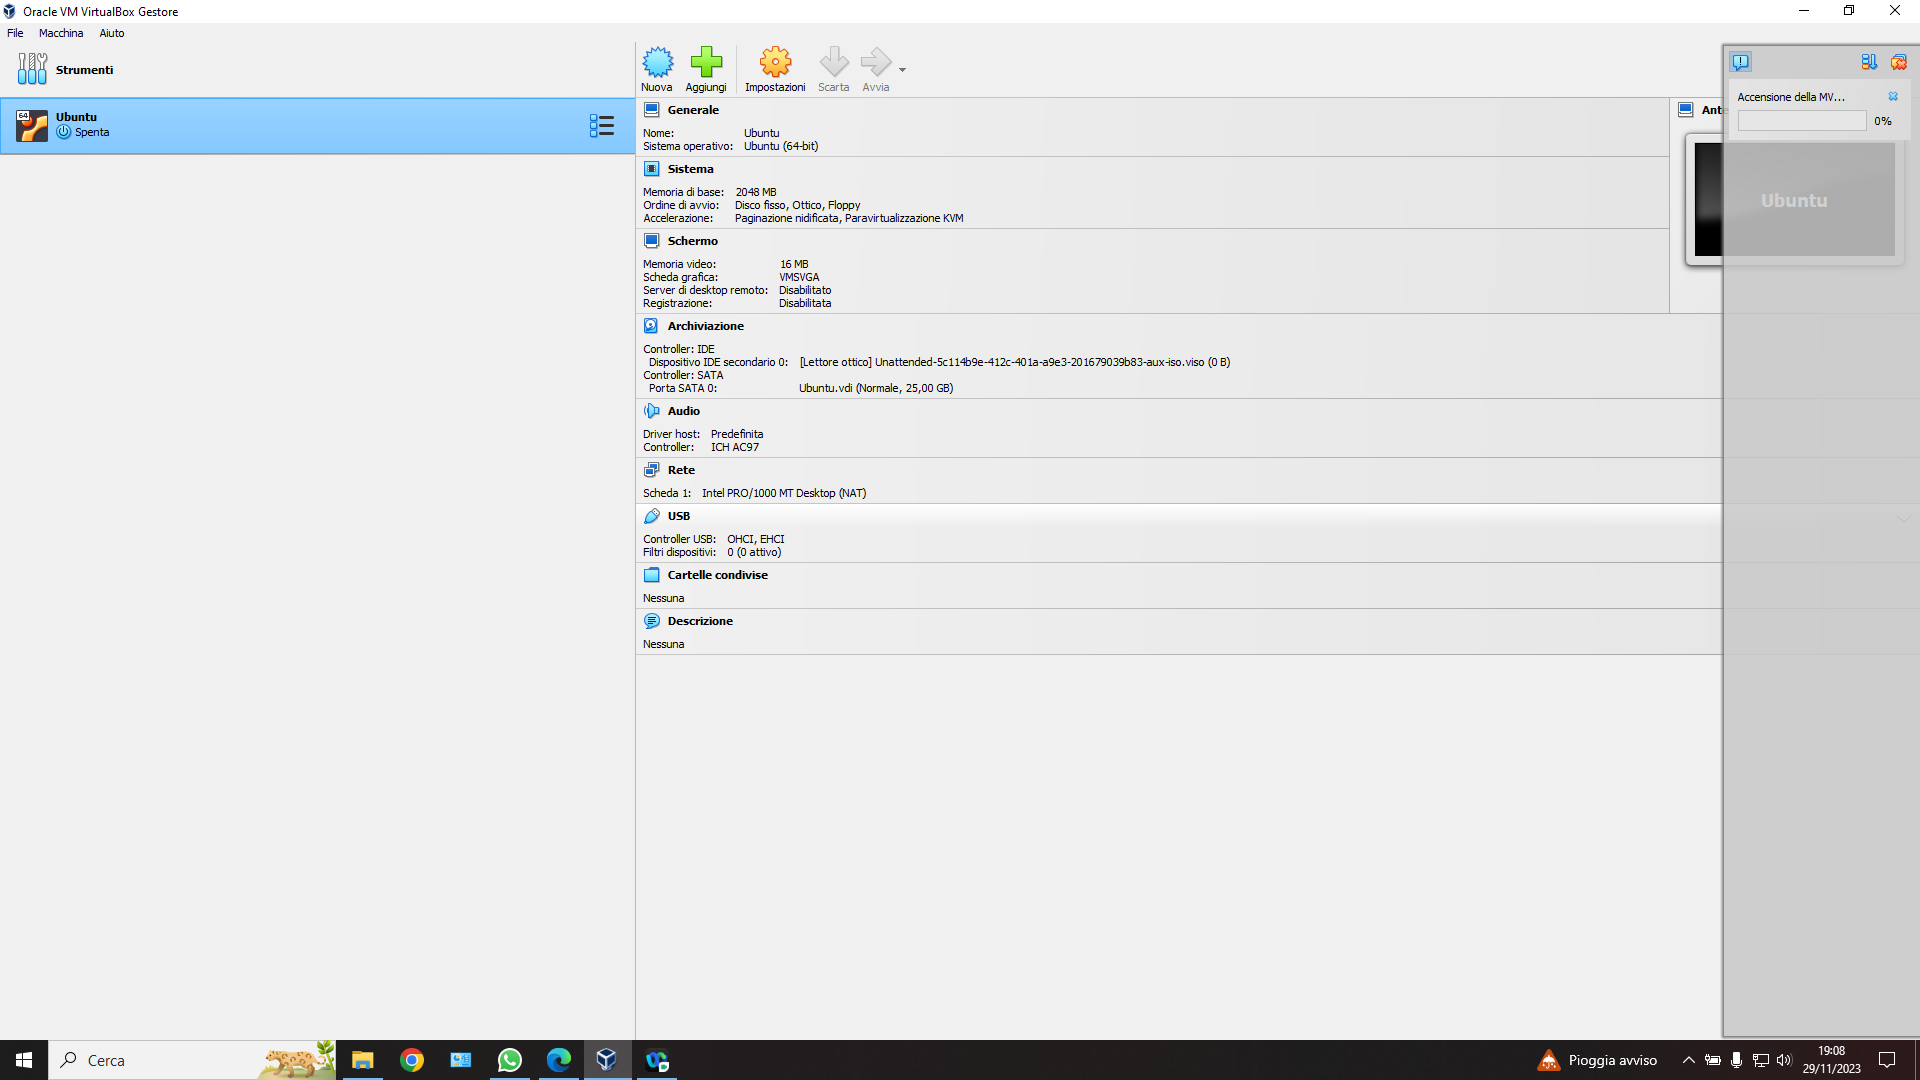 Oracle VM VirtualBox Gestore
File Macchina Aiuto
Strumenti
Nuova Aggiungi Impostazioni Scarta Avvia
64
Ubuntu
Spenta
Generale
Nome: Ubuntu
Sistema operativo: Ubuntu (64-bit)
Sistema
Memoria di base: 2048 MB
Ordine di avvio: Disco fisso, Ottico, Floppy
Accelerazione: Paginazione nidificata, Paravirtualizzazione KVM
Schermo
Memoria video: 16 MB
Scheda grafica: VMSVGA
Server di desktop remoto: Disabilitato
Registrazione: Disabilitata
Archiviazione
Controller: IDE
Dispositivo IDE secondario 0: [Lettore ottico] Unattended-5c114b9e-412c-401a-a9e3-201679039b83-aux-iso.viso (0 B)
Controller: SATA
Porta SATA 0: Ubuntu.vdi (Normale, 25,00 GB)
Audio
Driver host: Predefinita
Controller: ICH AC97
Rete
Scheda 1: Intel PRO/1000 MT Desktop (NAT)
USB
Controller USB: OHCI, EHCI
Filtri dispositivi: 0 (0 attivo)
Cartelle condivise
Nessuna
Descrizione
Nessuna
Ante
Accensione della MV...
0%
Ubuntu
Cerca
Pioggia avviso
19:08
29/11/2023